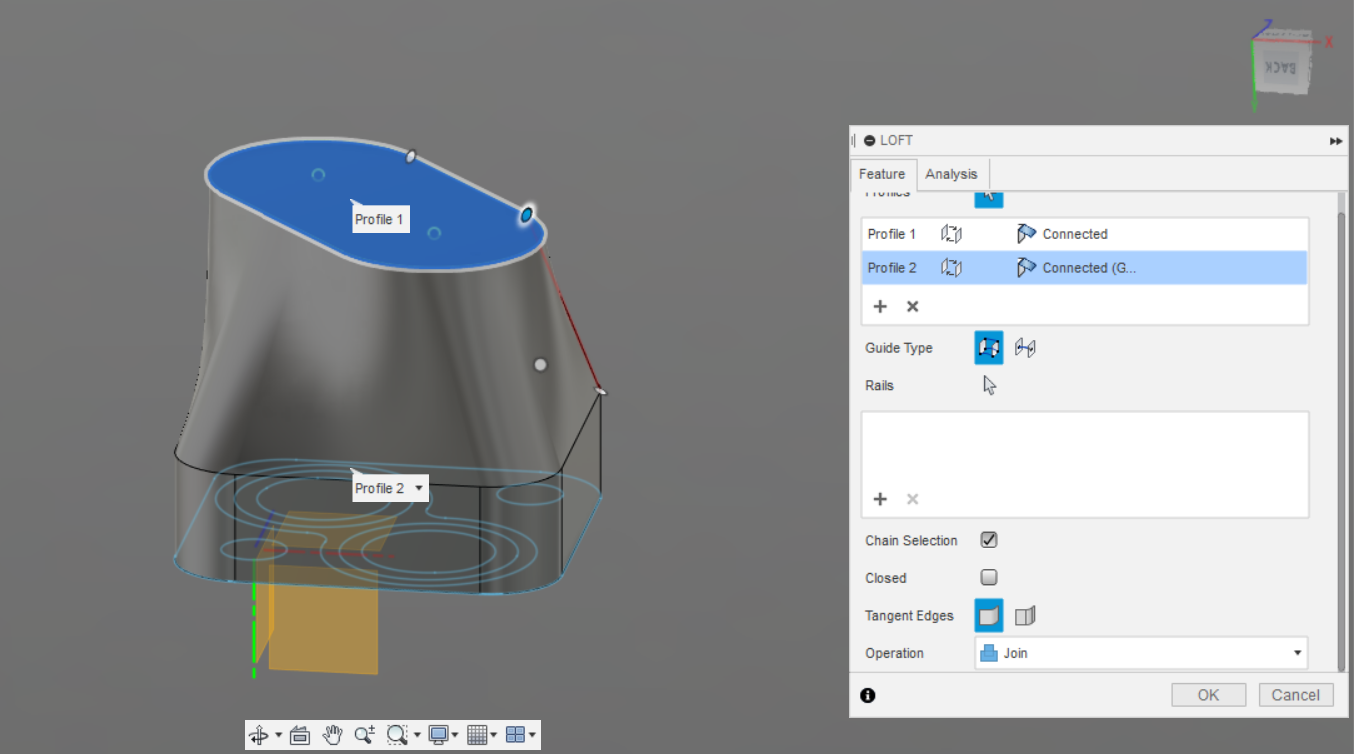 Z
X
BACK
LOFT
Feature
Analysis
Profiles
Profile 1
Connected
Profile 2
Connected (G...
Guide Type
Rails
Chain Selection
Closed
Tangent Edges
Operation
Join
OK
Cancel
Profile 1
Profile 2